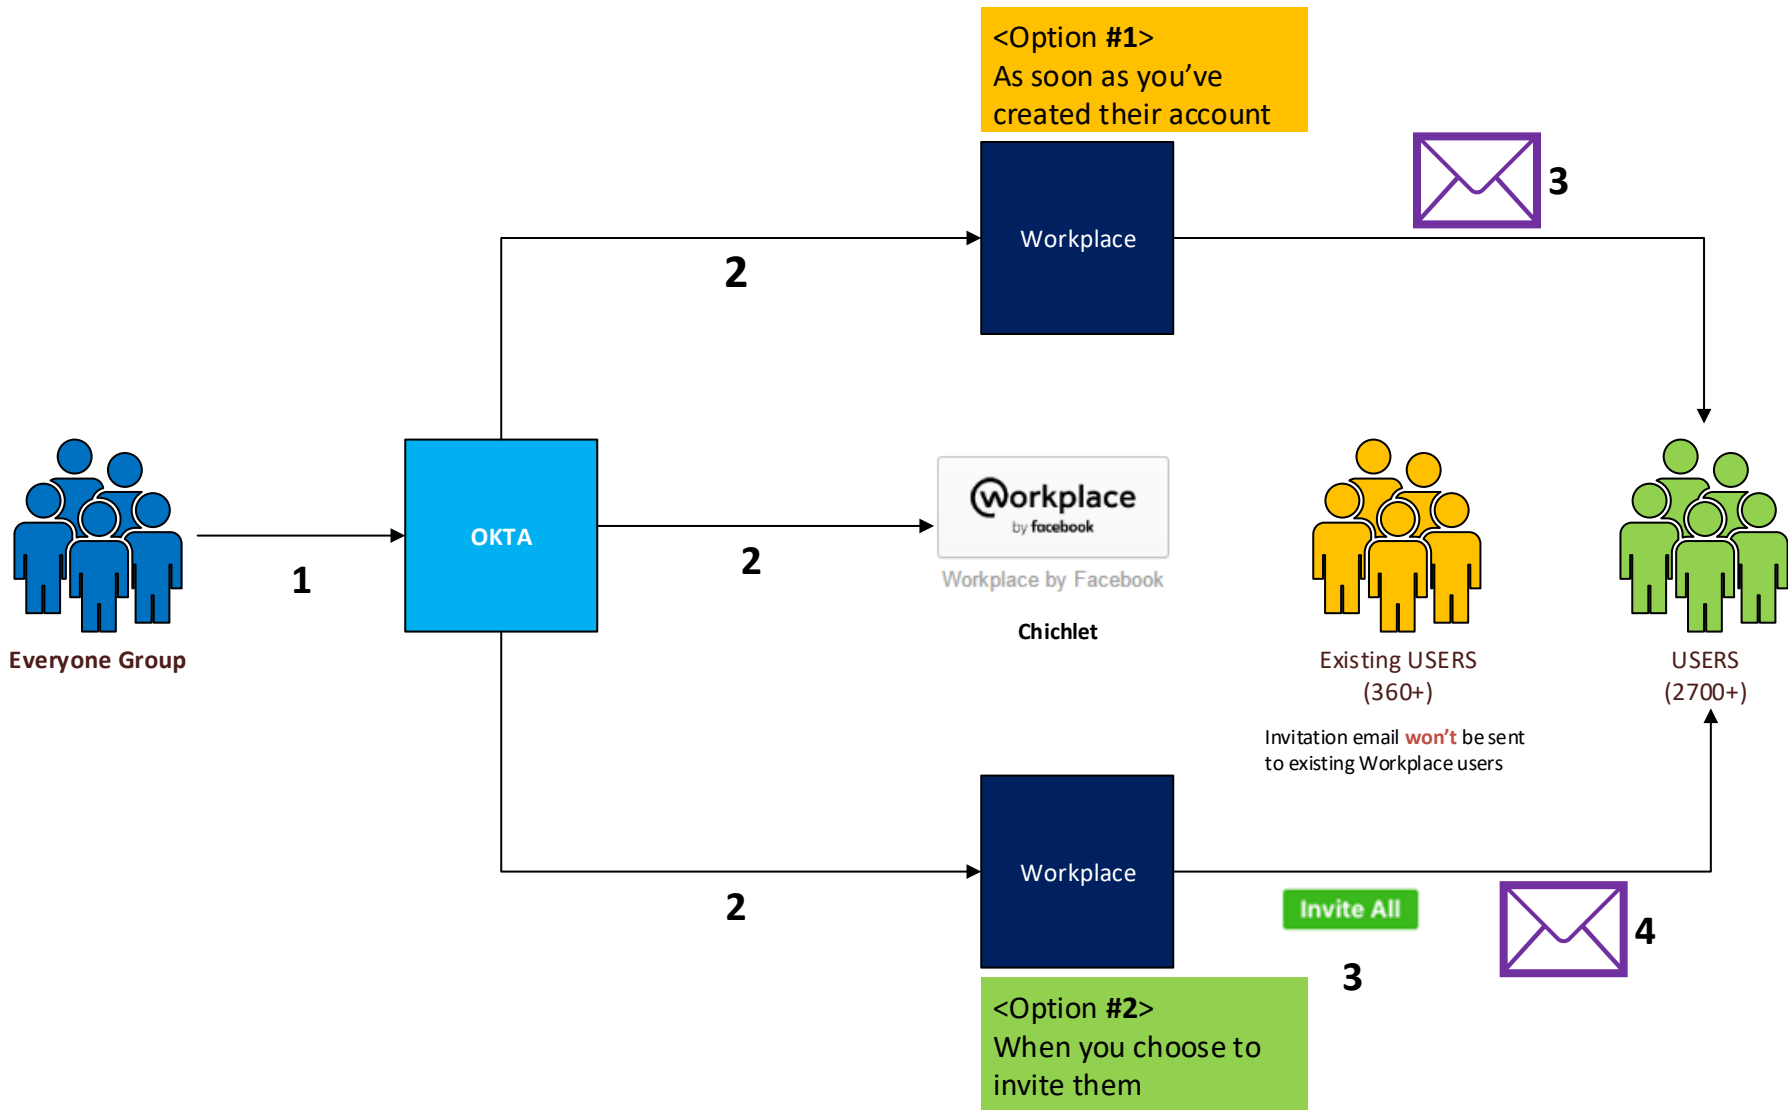 <Option #1>
As soon as you've
created their account
3
Workplace
2
OKTA
1
2
Workplace
by facebook
Workplace by Facebook
Chichlet
Everyone Group
Existing USERS
(360+)
USERS
(2700+)
Invitation email won't be sent
to existing Workplace users
Workplace
2
Invite All
3
4
<Option #2>
When you choose to
invite them